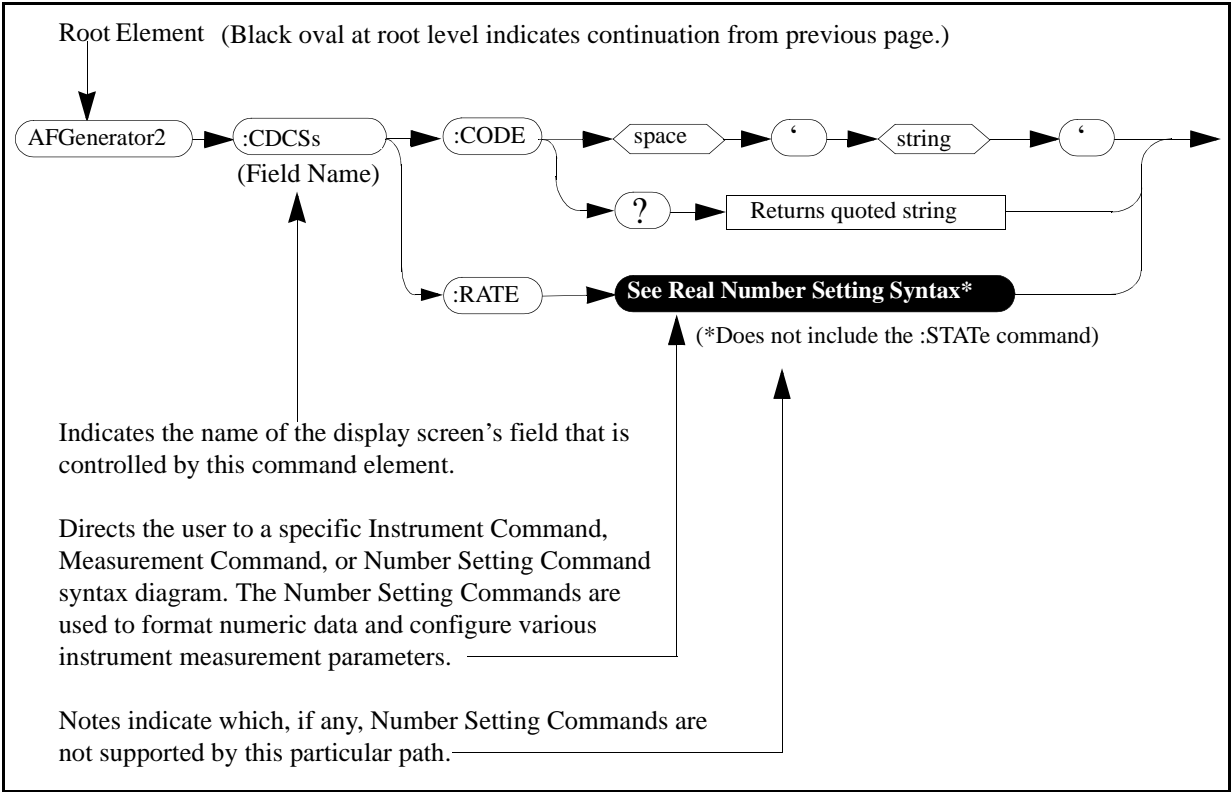 Root Element (Black oval at root level indicates continuation from previous page.)
AFGenerator2 :CDCSs :CODE space ‘ string ‘
(Field Name)
? Returns quoted string
:RATE See Real Number Setting Syntax*
(*Does not include the :STATe command)
Indicates the name of the display screen's field that is
controlled by this command element.
Directs the user to a specific Instrument Command,
Measurement Command, or Number Setting Command
syntax diagram. The Number Setting Commands are
used to format numeric data and configure various
instrument measurement parameters.
Notes indicate which, if any, Number Setting Commands are
not supported by this particular path.